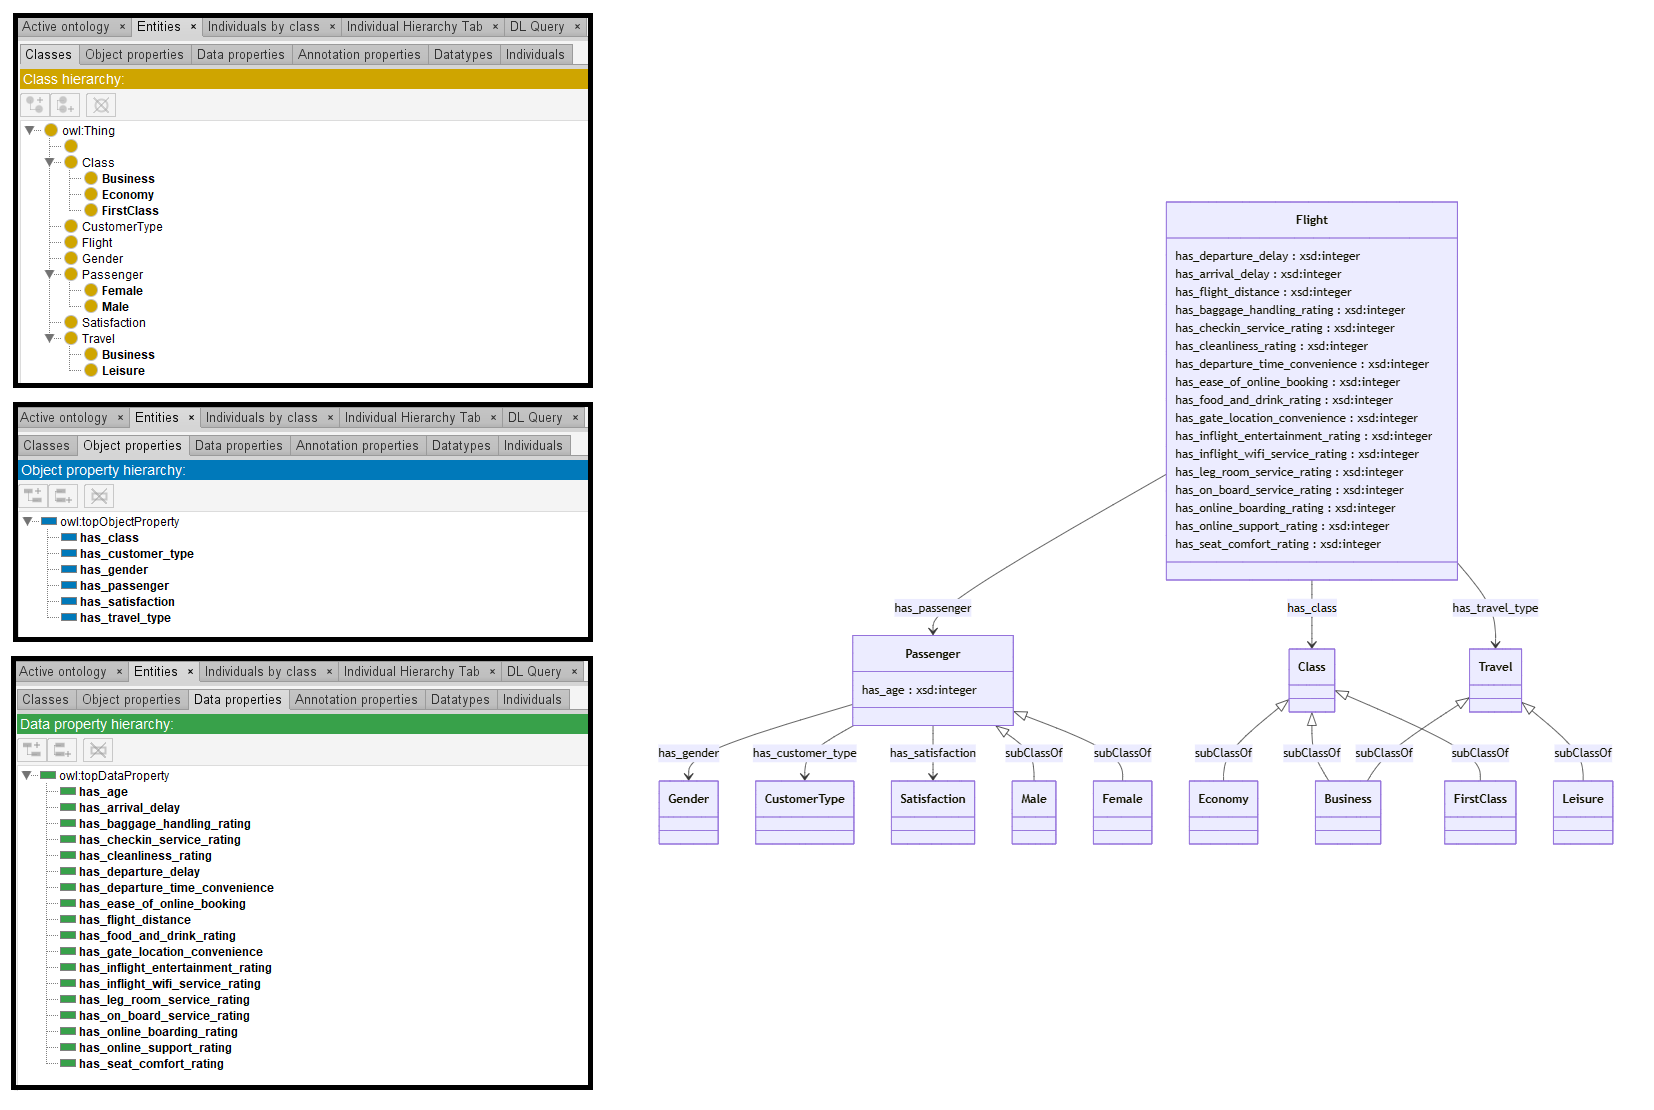 Active ontology × Entities × Individuals by class × Individual Hierarchy Tab × DL Query ×
Classes Object properties Data properties Annotation properties Datatypes Individuals
Class hierarchy:
owl:Thing
Class
Business
Economy
FirstClass
CustomerType
Flight
Gender
Passenger
Female
Male
Satisfaction
Travel
Business
Leisure
Active ontology × Entities × Individuals by class × Individual Hierarchy Tab × DL Query ×
Classes Object properties Data properties Annotation properties Datatypes Individuals
Object property hierarchy:
owl:topObjectProperty
has_class
has_customer_type
has_gender
has_passenger
has_satisfaction
has_travel_type
Active ontology × Entities × Individuals by class × Individual Hierarchy Tab × DL Query ×
Classes Object properties Data properties Annotation properties Datatypes Individuals
Data property hierarchy:
owl:topDataProperty
has_age
has_arrival_delay
has_baggage_handling_rating
has_checkin_service_rating
has_cleanliness_rating
has_departure_delay
has_departure_time_convenience
has_ease_of_online_booking
has_flight_distance
has_food_and_drink_rating
has_gate_location_convenience
has_inflight_entertainment_rating
has_inflight_wifi_service_rating
has_leg_room_service_rating
has_on_board_service_rating
has_online_boarding_rating
has_online_support_rating
has_seat_comfort_rating
Flight
has_departure_delay : xsd:integer
has_arrival_delay : xsd:integer
has_flight_distance : xsd:integer
has_baggage_handling_rating : xsd:integer
has_checkin_service_rating : xsd:integer
has_cleanliness_rating : xsd:integer
has_departure_time_convenience : xsd:integer
has_ease_of_online_booking : xsd:integer
has_food_and_drink_rating : xsd:integer
has_gate_location_convenience : xsd:integer
has_inflight_entertainment_rating : xsd:integer
has_inflight_wifi_service_rating : xsd:integer
has_leg_room_service_rating : xsd:integer
has_on_board_service_rating : xsd:integer
has_online_boarding_rating : xsd:integer
has_online_support_rating : xsd:integer
has_seat_comfort_rating : xsd:integer
has_passenger has_class has_travel_type
Passenger
has_age : xsd:integer
Class
Travel
has_gender has_customer_type has_satisfaction subClassOf subClassOf subClassOf subClassOf subClassOf subClassOf subClassOf
Gender CustomerType Satisfaction Male Female Economy Business FirstClass Leisure